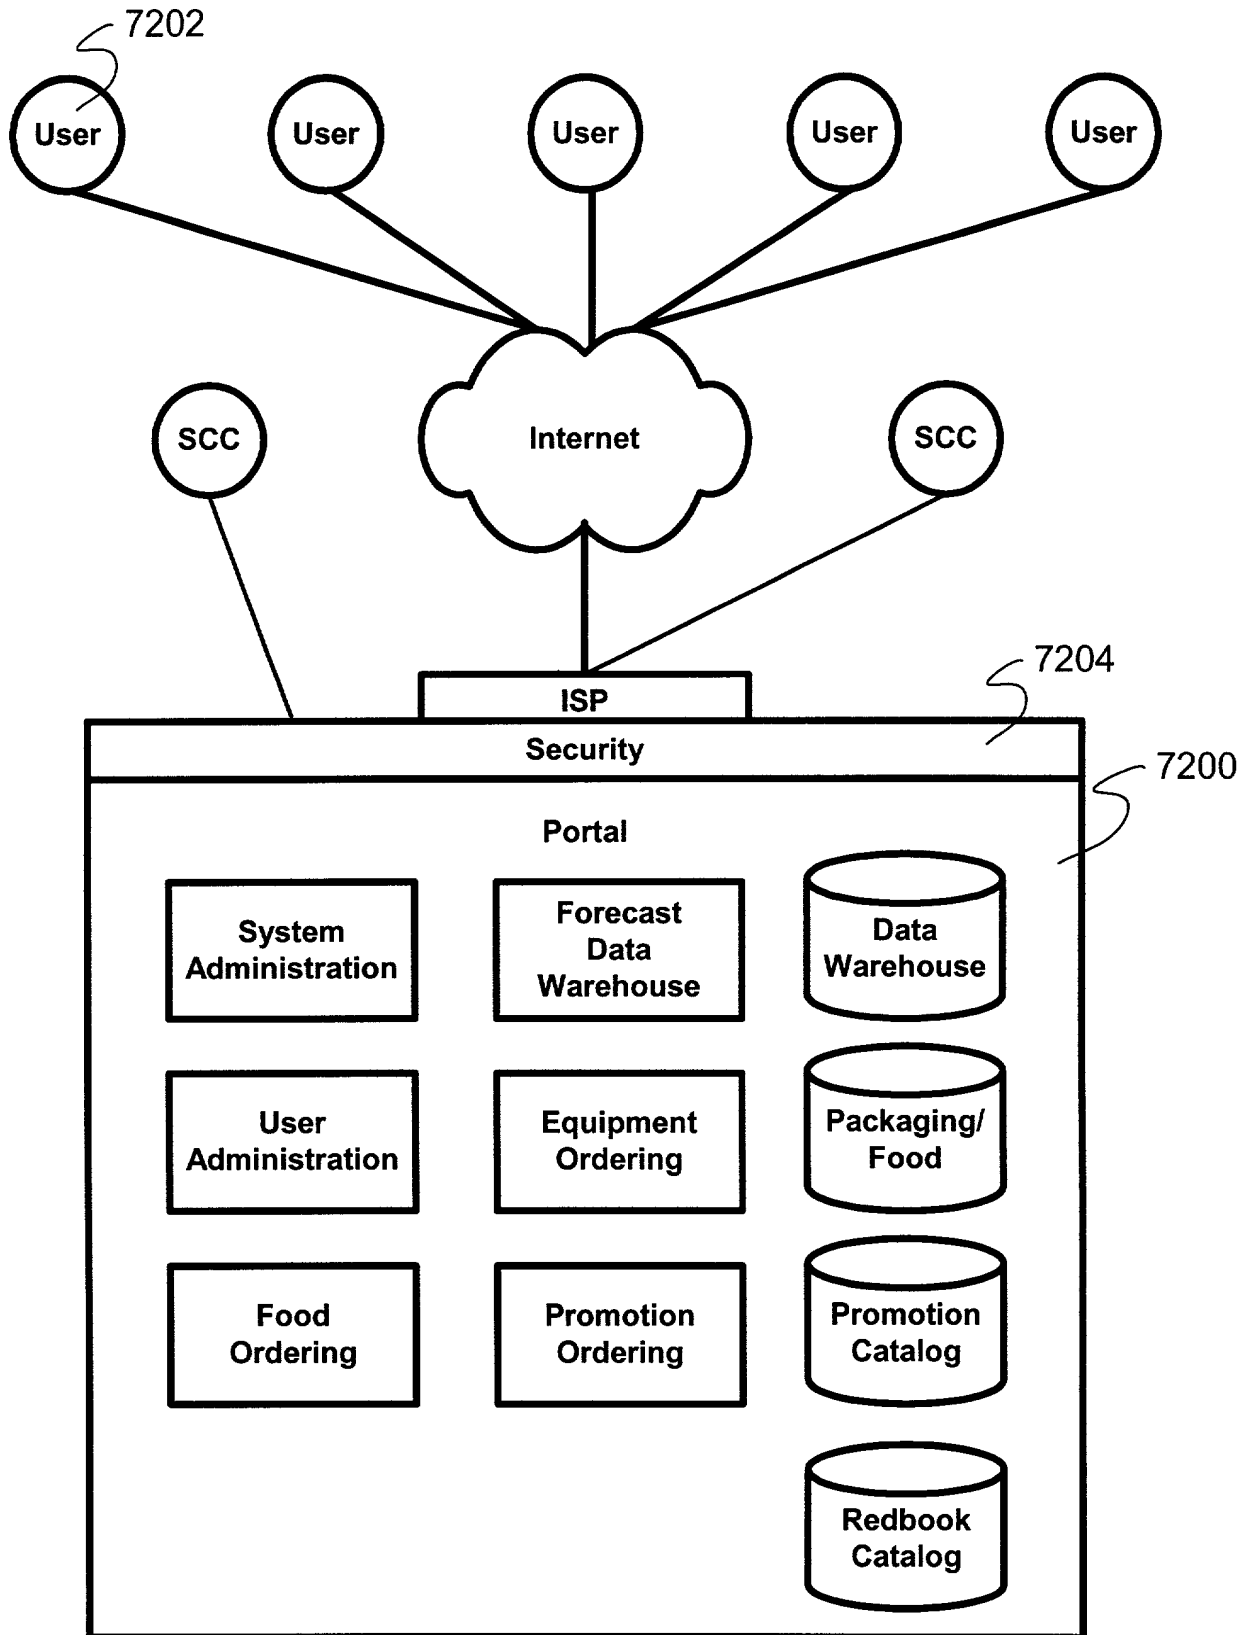 7202
User
User
User
User
User
SCC
Internet
SCC
7204
ISP
Security
7200
Portal
System
Administration
Forecast
Data
Warehouse
Data
Warehouse
User
Administration
Equipment
Ordering
Packaging/
Food
Food
Ordering
Promotion
Ordering
Promotion
Catalog
Redbook
Catalog